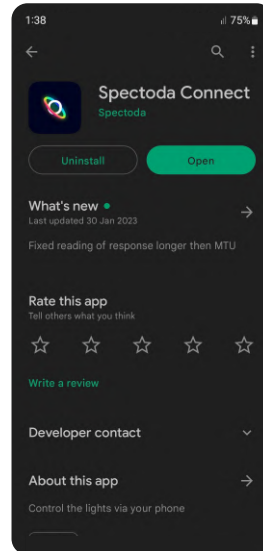 1:38
75%
Spectoda Connect
Spectoda
Uninstall
Open
What's new
Last updated 30 Jan 2023
Fixed reading of response longer then MTU
Rate this app
Tell others what you think
Write a review
Developer contact
About this app
Control the lights via your phone